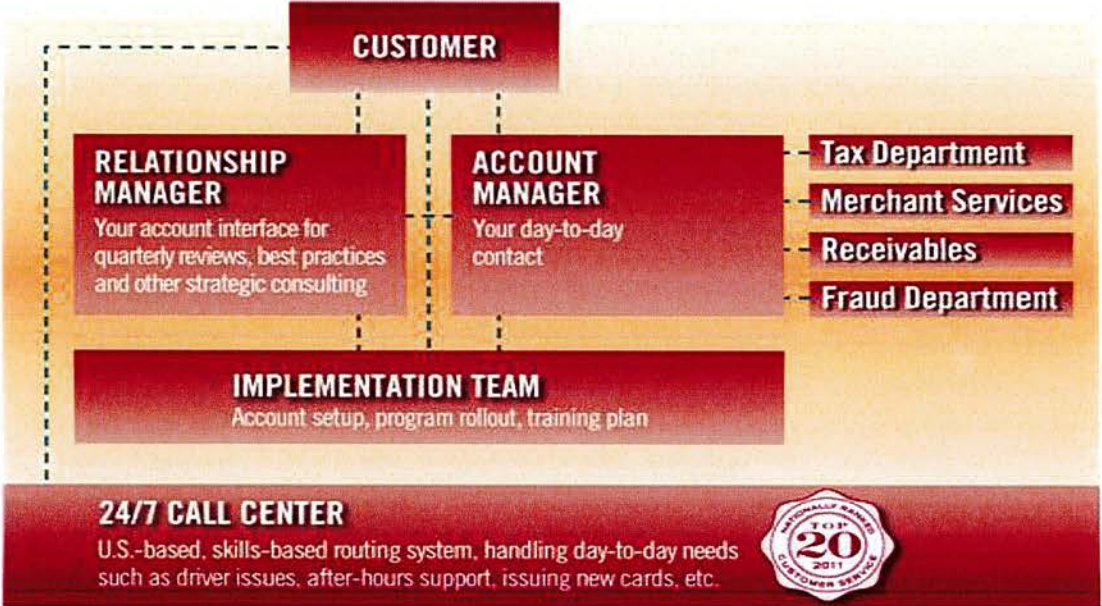 CUSTOMER
RELATIONSHIP
MANAGER
Your account interface for
quarterly reviews, best practices
and other strategic consulting
ACCOUNT
MANAGER
Your day-to-day
contact
Tax Department
Merchant Services
Receivables
Fraud Department
IMPLEMENTATION TEAM
Account setup, program rollout, training plan
24/7 CALL CENTER
U.S.-based, skills-based routing system, handling day-to-day needs
such as driver issues, after-hours support, issuing new cards, etc.
NATIONALLY RANKED
TOP
20
2011
CUSTOMER SERVICE